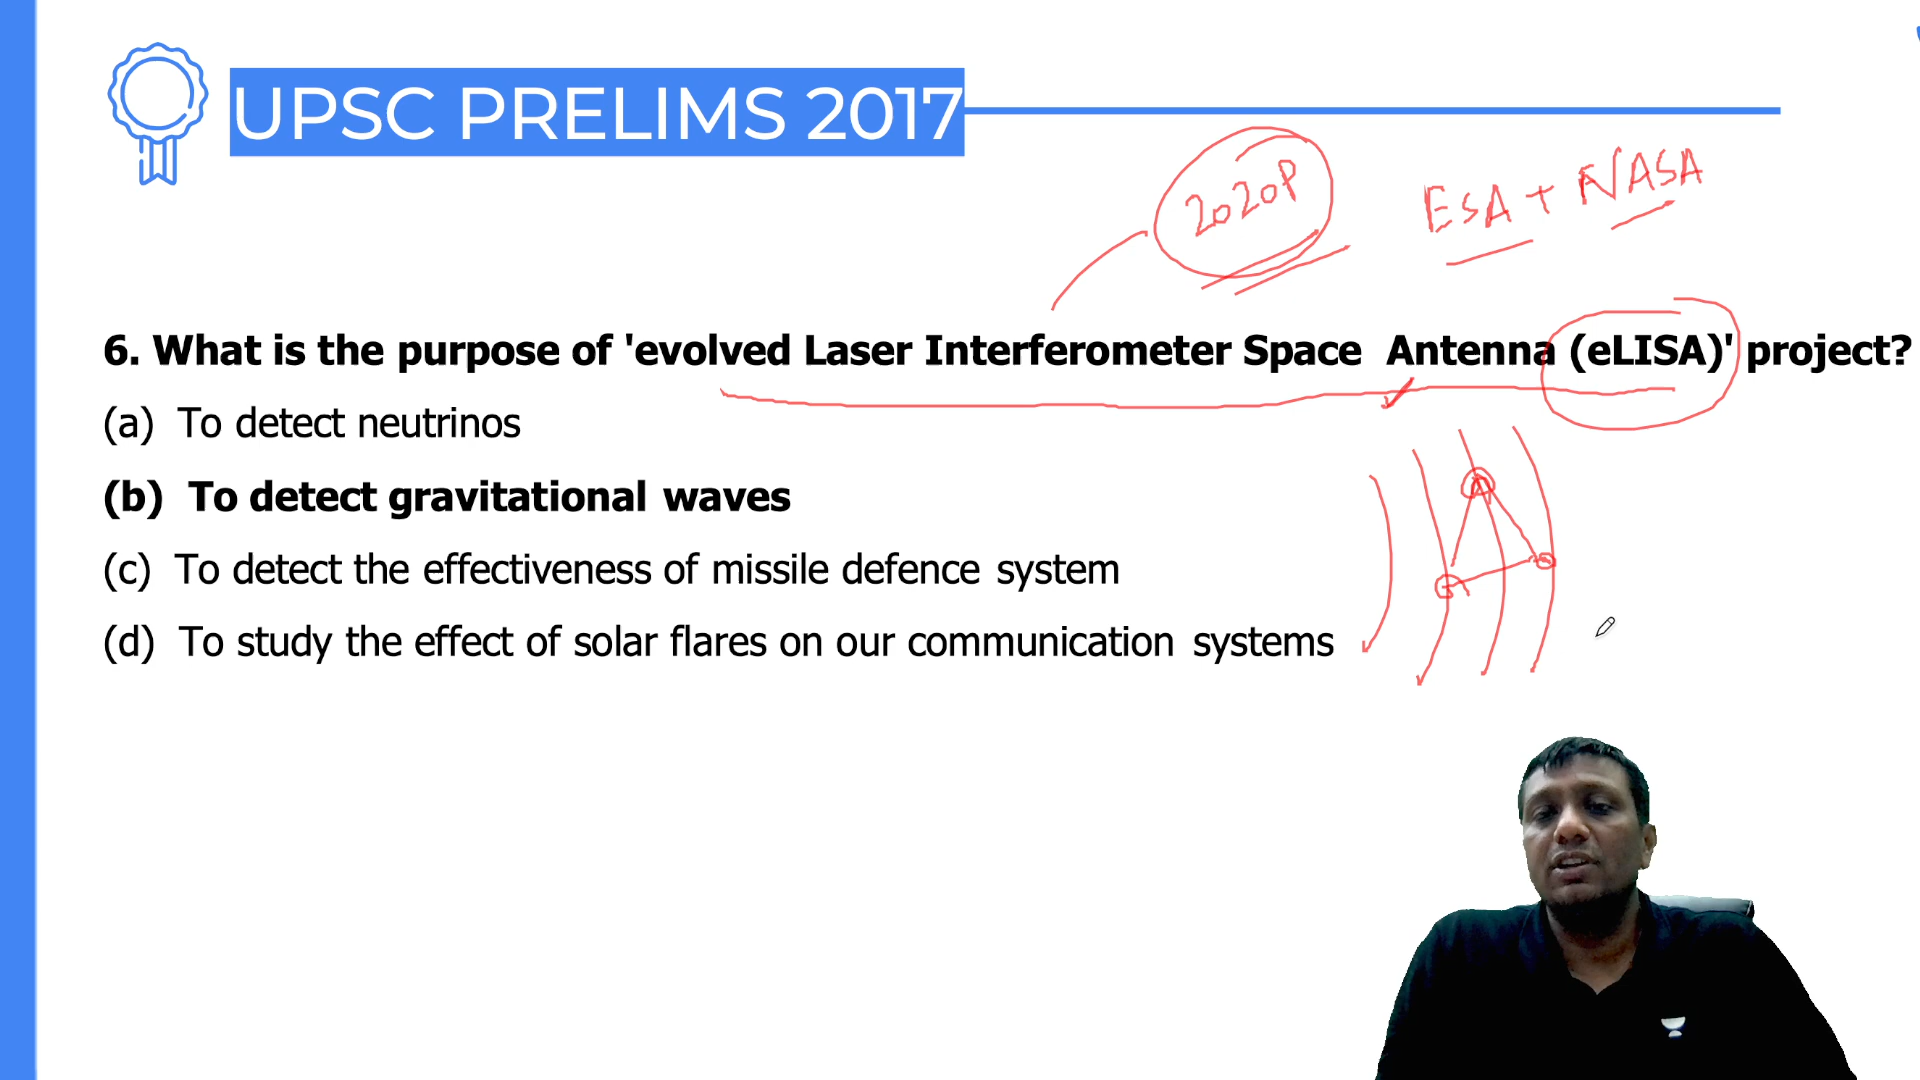 UPSC PRELIMS 2017
2020P
ESA + NASA
6. What is the purpose of 'evolved Laser Interferometer Space Antenna (eLISA)' project?
(a) To detect neutrinos
(b) To detect gravitational waves
(c) To detect the effectiveness of missile defence system
(d) To study the effect of solar flares on our communication systems